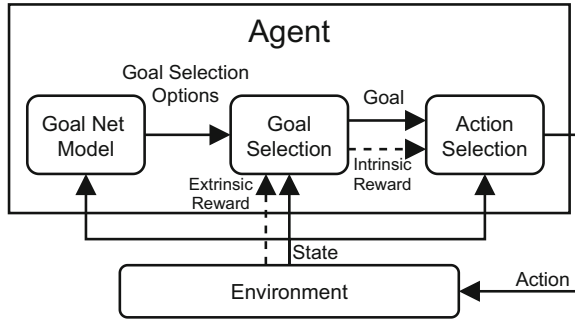 Agent
Goal Selection
Options
Goal Net
Model
Goal
Selection
Goal
Intrinsic
Reward
Action
Selection
Extrinsic
Reward
State
Environment
Action